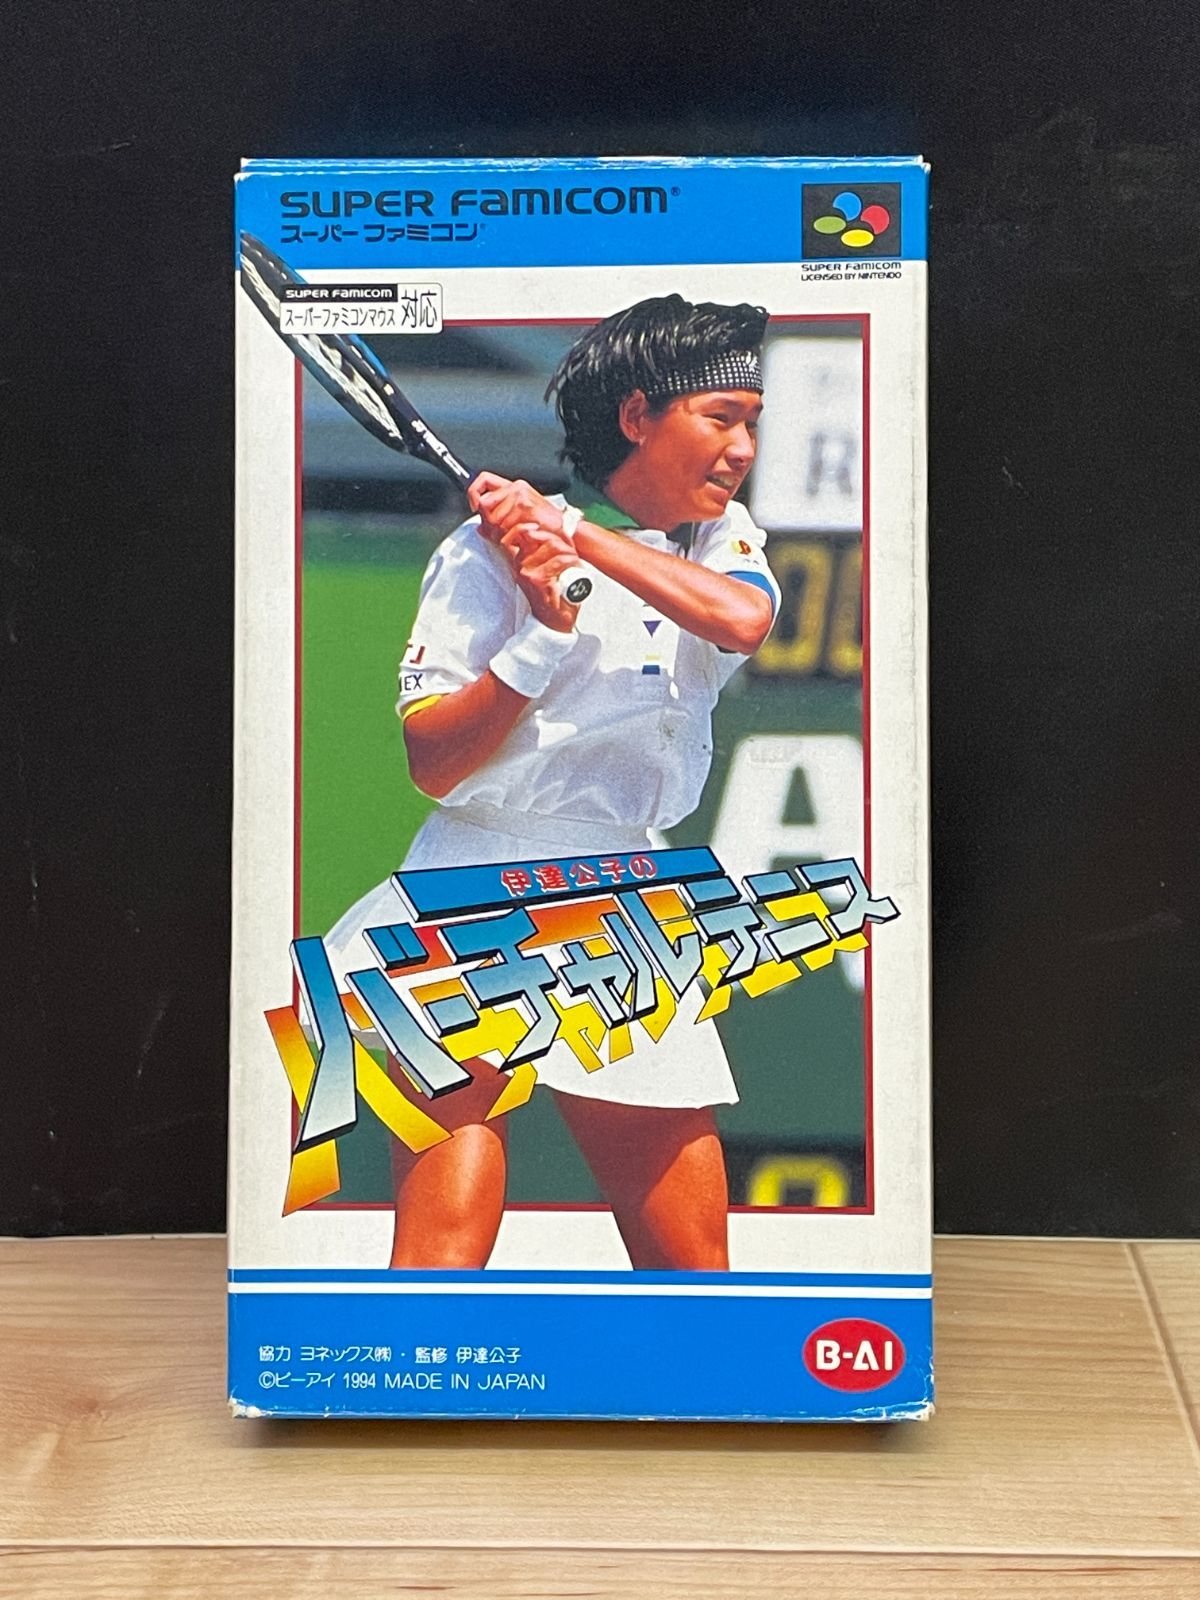 SUPER FAMICOM®
スーパーファミコン®
SUPER FAMICOM
LICENSED BY NINTENDO
SUPER FAMICOM
スーパーファミコンマウス 対応
YONEX
R
A
EX
伊達公子の
バーチャルテニス
協力 ヨネックス㈱・監修 伊達公子
©ビーアイ 1994 MADE IN JAPAN
B-AI